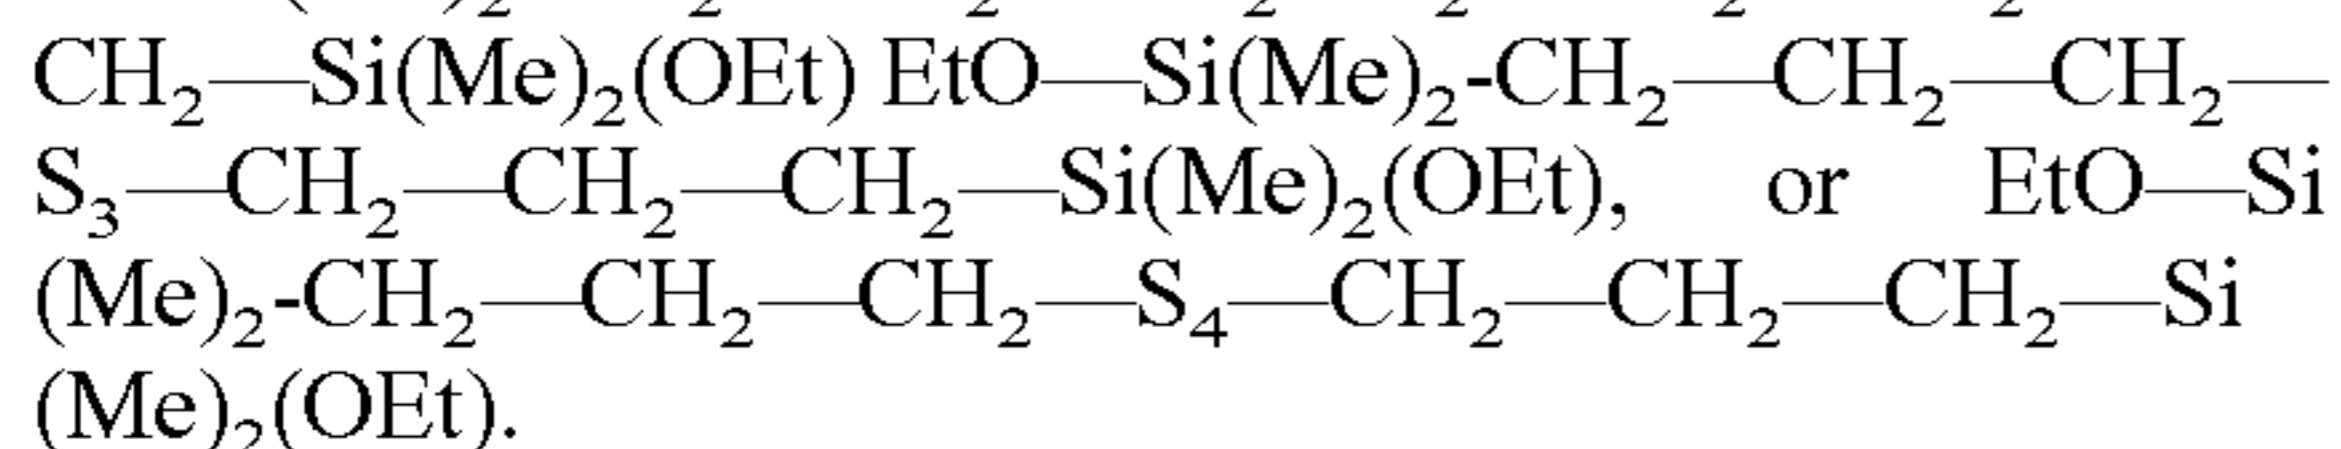 CH₂—Si(Me)₂(OEt) EtO—Si(Me)₂-CH₂—CH₂—CH₂—
S₃—CH₂—CH₂—CH₂—Si(Me)₂(OEt), or EtO—Si
(Me)₂-CH₂—CH₂—CH₂—S₄—CH₂—CH₂—CH₂—Si
(Me)₂(OEt).